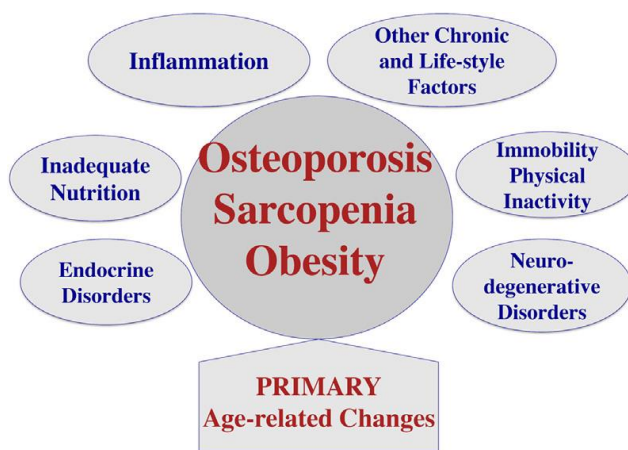 Inflammation
Other Chronic
and Life-style
Factors
Inadequate
Nutrition
Osteoporosis
Sarcopenia
Obesity
Immobility
Physical
Inactivity
Endocrine
Disorders
Neuro-
degenerative
Disorders
PRIMARY
Age-related Changes